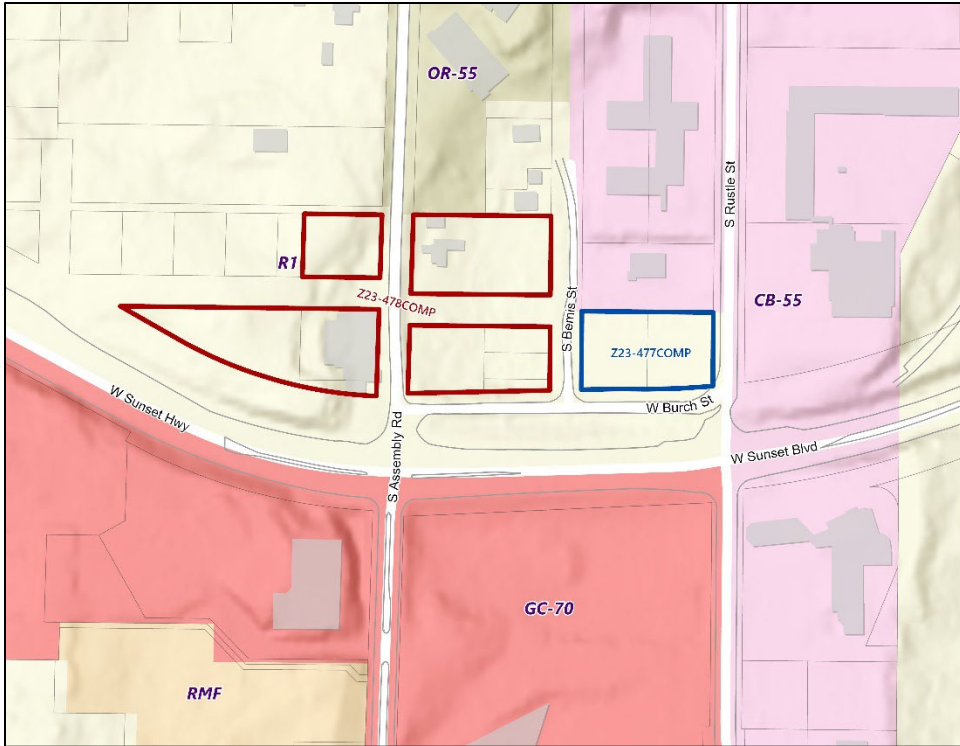 OR-55
S Rustle St
R1
Z23-478COMP
CB-55
S Bemis St
Z23-477COMP
W Sunset Hwy
W Burch St
S Assembly Rd
W Sunset Blvd
GC-70
RMF